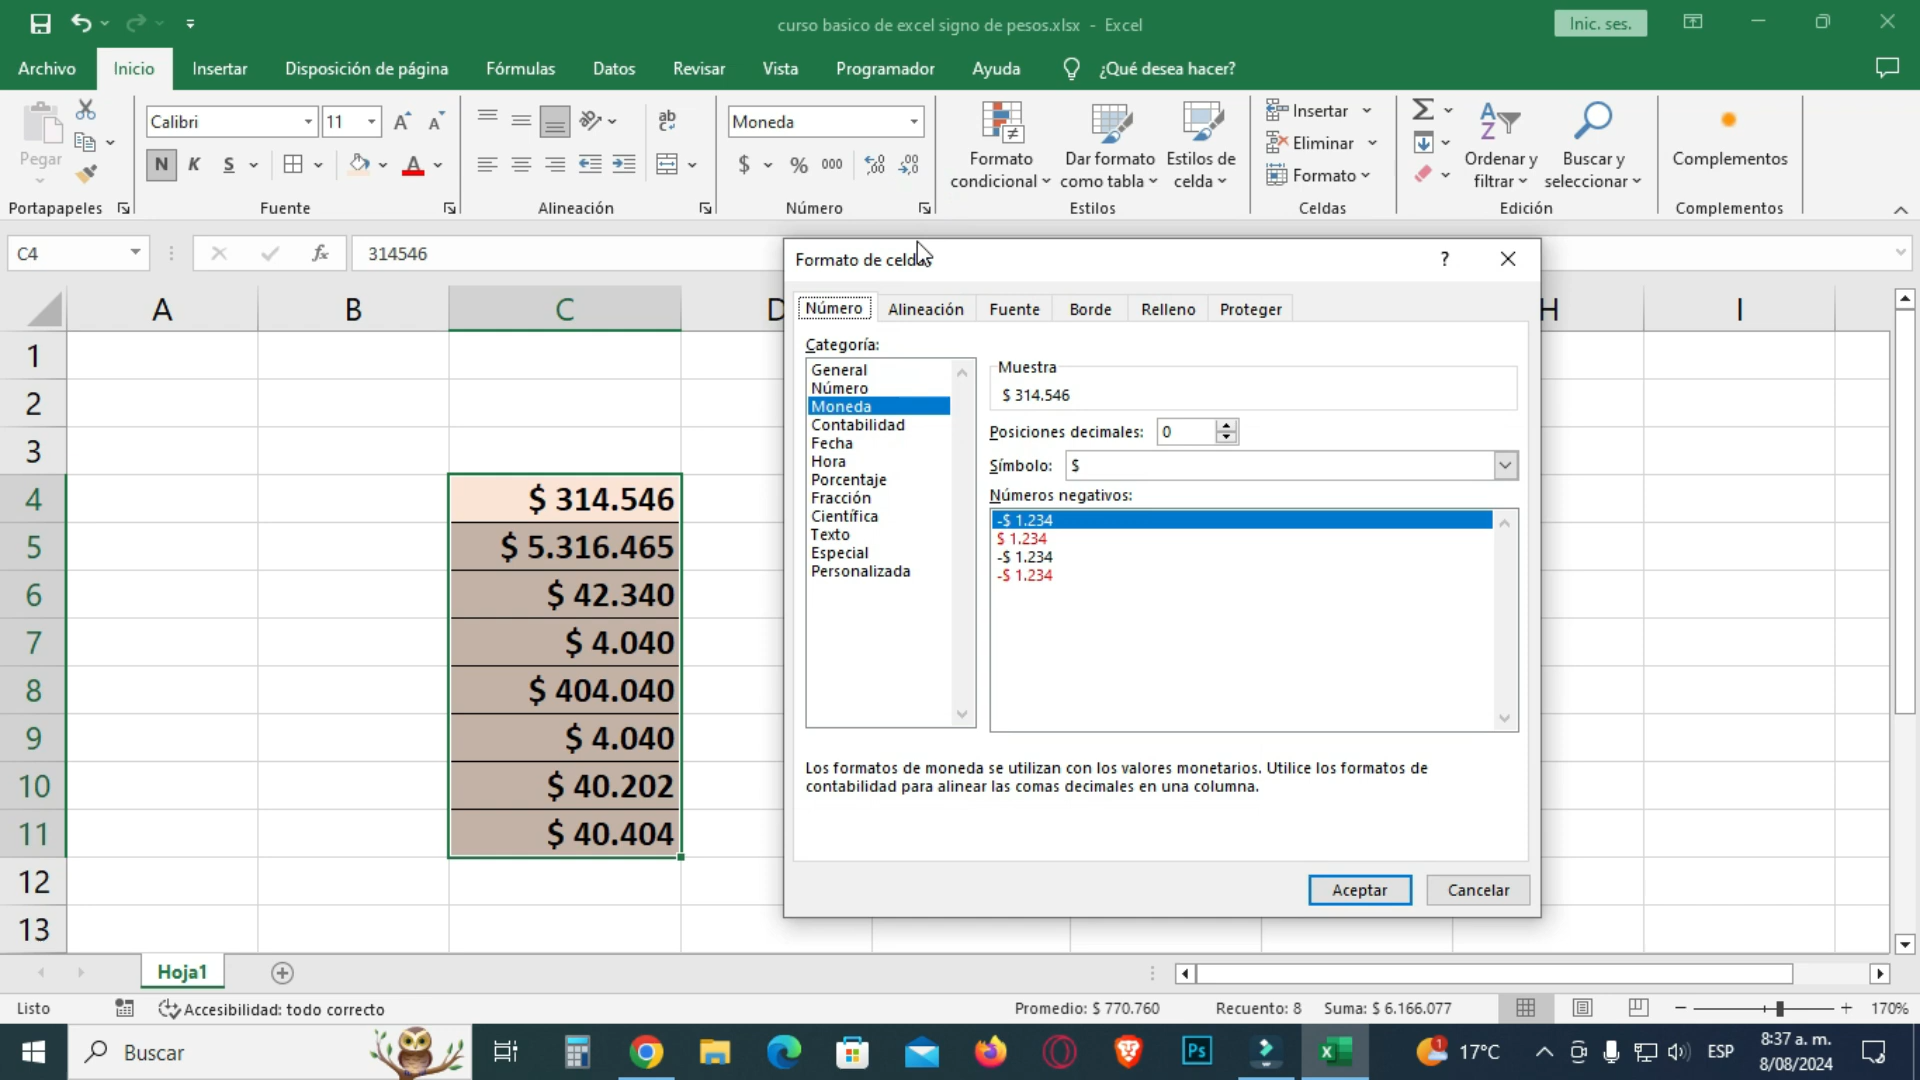 curso basico de excel signo de pesos.xlsx - Excel
Inic. ses.
Archivo Inicio Insertar Disposición de página Fórmulas Datos Revisar Vista Programador Ayuda ¿Qué desea hacer?
Pegar
Portapapeles
Calibri 11
N K S
Fuente
ab
Alineación
Moneda
$ % 000
Número
Formato condicional
Dar formato como tabla
Estilos de celda
Estilos
Insertar
Eliminar
Formato
Celdas
Ordenar y filtrar
Buscar y seleccionar
Edición
Complementos
Complementos
C4 fx 314546
A B C D H I
1
2
3
4 $ 314.546
5 $ 5.316.465
6 $ 42.340
7 $ 4.040
8 $ 404.040
9 $ 4.040
10 $ 40.202
11 $ 40.404
12
13
Formato de celdas
?
Número Alineación Fuente Borde Relleno Proteger
Categoría:
General
Número
Moneda
Contabilidad
Fecha
Hora
Porcentaje
Fracción
Científica
Texto
Especial
Personalizada
Muestra
$ 314.546
Posiciones decimales: 0
Símbolo: $
Números negativos:
-$ 1.234
$ 1.234
-$ 1.234
-$ 1.234
Los formatos de moneda se utilizan con los valores monetarios. Utilice los formatos de
contabilidad para alinear las comas decimales en una columna.
Aceptar Cancelar
Hoja1
Listo Accesibilidad: todo correcto Promedio: $ 770.760 Recuento: 8 Suma: $ 6.166.077 170%
Buscar Ps 1 17°C ESP
8:37 a. m.
8/08/2024